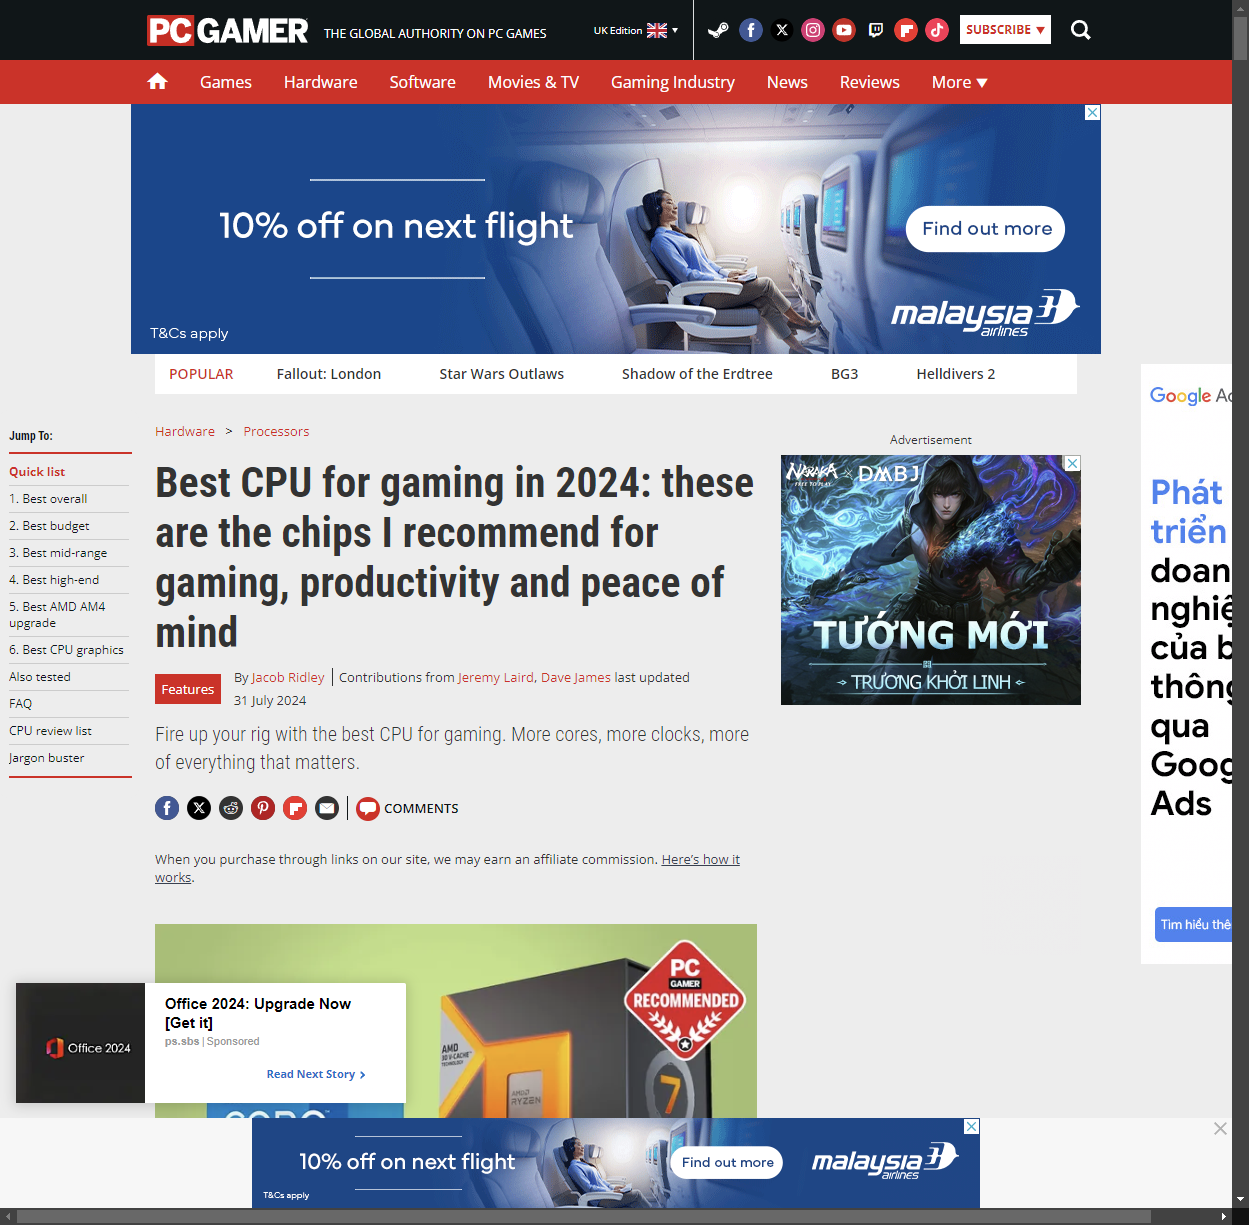 PC GAMER
THE GLOBAL AUTHORITY ON PC GAMES
UK Edition
SUBSCRIBE
Games
Hardware
Software
Movies & TV
Gaming Industry
News
Reviews
More
10% off on next flight
Find out more
malaysia
airlines
T&Cs apply
POPULAR
Fallout: London
Star Wars Outlaws
Shadow of the Erdtree
BG3
Helldivers 2
Jump To:
Quick list
1. Best overall
2. Best budget
3. Best mid-range
4. Best high-end
5. Best AMD AM4
upgrade
6. Best CPU graphics
Also tested
FAQ
CPU review list
Jargon buster
Hardware > Processors
Best CPU for gaming in 2024: these
are the chips I recommend for
gaming, productivity and peace of
mind
Features
By Jacob Ridley
Contributions from Jeremy Laird, Dave James last updated
31 July 2024
Fire up your rig with the best CPU for gaming. More cores, more clocks, more
of everything that matters.
COMMENTS
When you purchase through links on our site, we may earn an affiliate commission. Here's how it
works.
Advertisement
NARAKA x DMBJ
FREE TO PLAY
TƯỚNG MỚI
TRƯƠNG KHỞI LINH
Google Ad
Phát
triển
doan
nghiệ
của b
thông
qua
Goog
Ads
Tìm hiểu thê
PC
GAMER
RECOMMENDED
AMD
3D V-CACHE
TECHNOLOGY
AMD
RYZEN
7
CORE
Office 2024
Office 2024: Upgrade Now
[Get it]
ps.sbs | Sponsored
Read Next Story
10% off on next flight
Find out more
malaysia
airlines
T&Cs apply